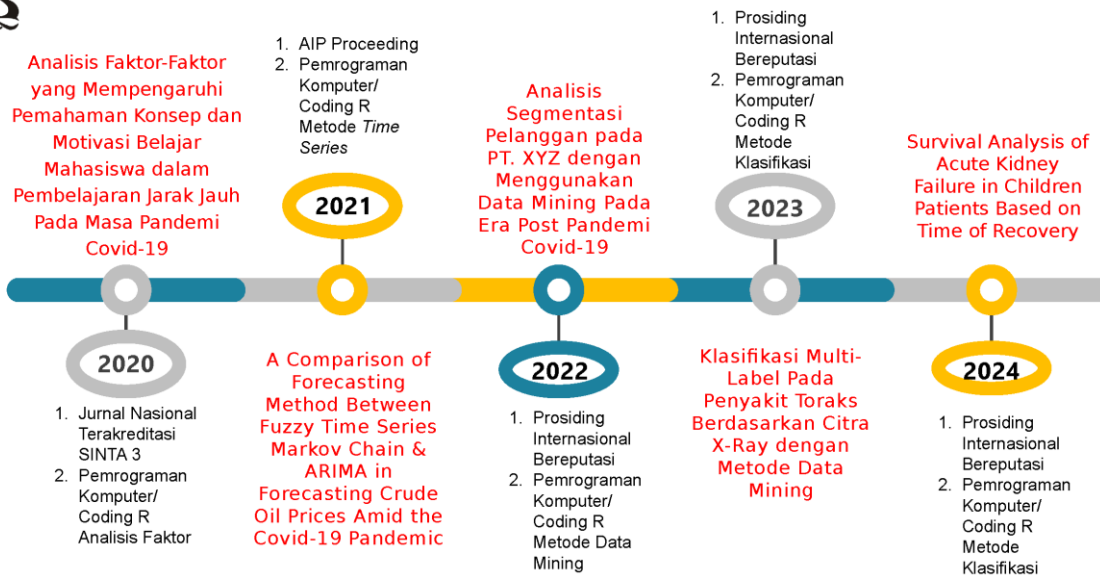 Analisis Faktor-Faktor
yang Mempengaruhi
Pemahaman Konsep dan
Motivasi Belajar
Mahasiswa dalam
Pembelajaran Jarak Jauh
Pada Masa Pandemi
Covid-19
2020
1. Jurnal Nasional
Terakreditasi
SINTA 3
2. Pemrograman
Komputer/
Coding R
Analisis Faktor
1. AIP Proceeding
2. Pemrograman
Komputer/
Coding R
Metode Time
Series
2021
A Comparison of
Forecasting
Method Between
Fuzzy Time Series
Markov Chain &
ARIMA in
Forecasting Crude
Oil Prices Amid the
Covid-19 Pandemic
Analisis
Segmentasi
Pelanggan pada
PT. XYZ dengan
Menggunakan
Data Mining Pada
Era Post Pandemi
Covid-19
2022
1. Prosiding
Internasional
Bereputasi
2. Pemrograman
Komputer/
Coding R
Metode Data
Mining
1. Prosiding
Internasional
Bereputasi
2. Pemrograman
Komputer/
Coding R
Metode
Klasifikasi
2023
Klasifikasi Multi-
Label Pada
Penyakit Toraks
Berdasarkan Citra
X-Ray dengan
Metode Data
Mining
Survival Analysis of
Acute Kidney
Failure in Children
Patients Based on
Time of Recovery
2024
1. Prosiding
Internasional
Bereputasi
2. Pemrograman
Komputer/
Coding R
Metode
Klasifikasi